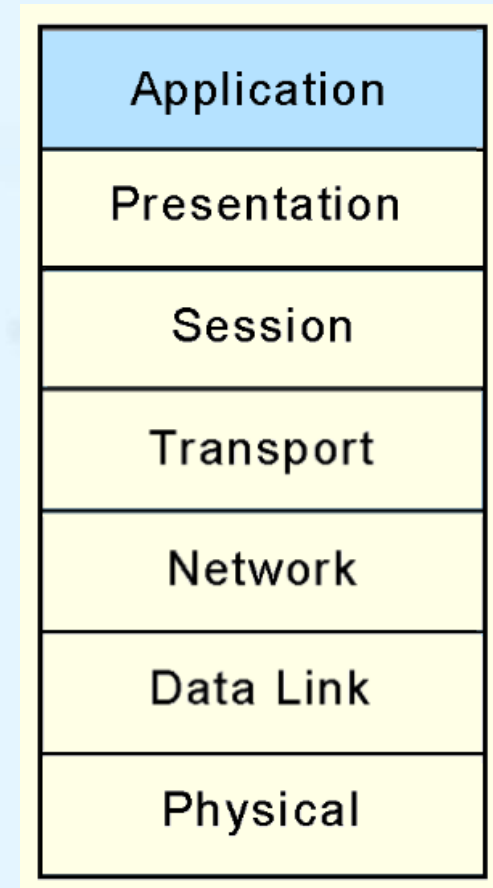 Application
Presentation
Session
Transport
Network
Data Link
Physical